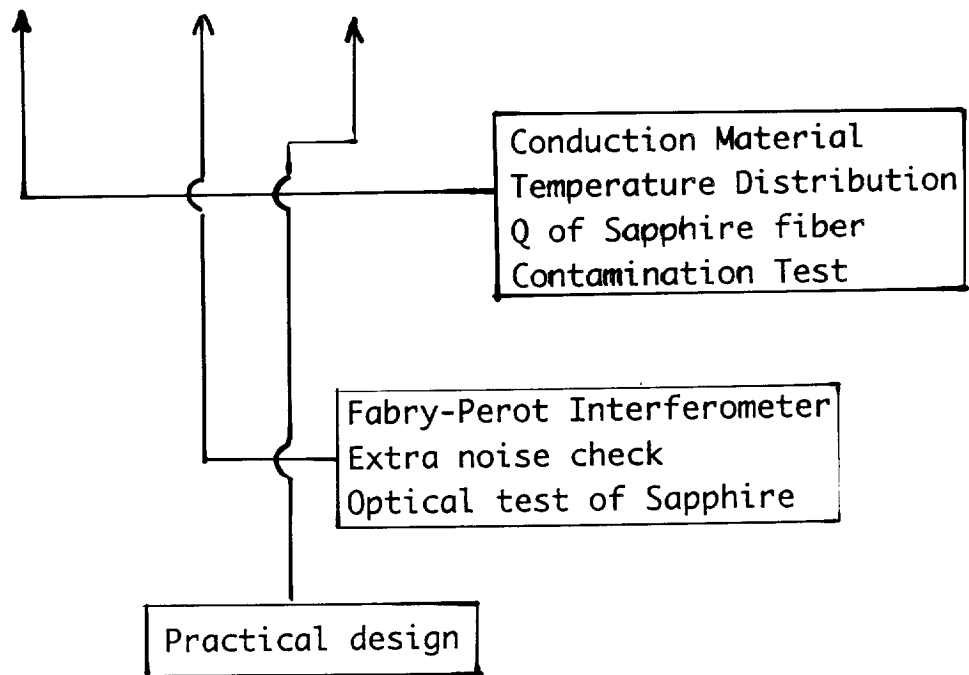 Conduction Material
Temperature Distribution
Q of Sapphire fiber
Contamination Test
Fabry-Perot Interferometer
Extra noise check
Optical test of Sapphire
Practical design